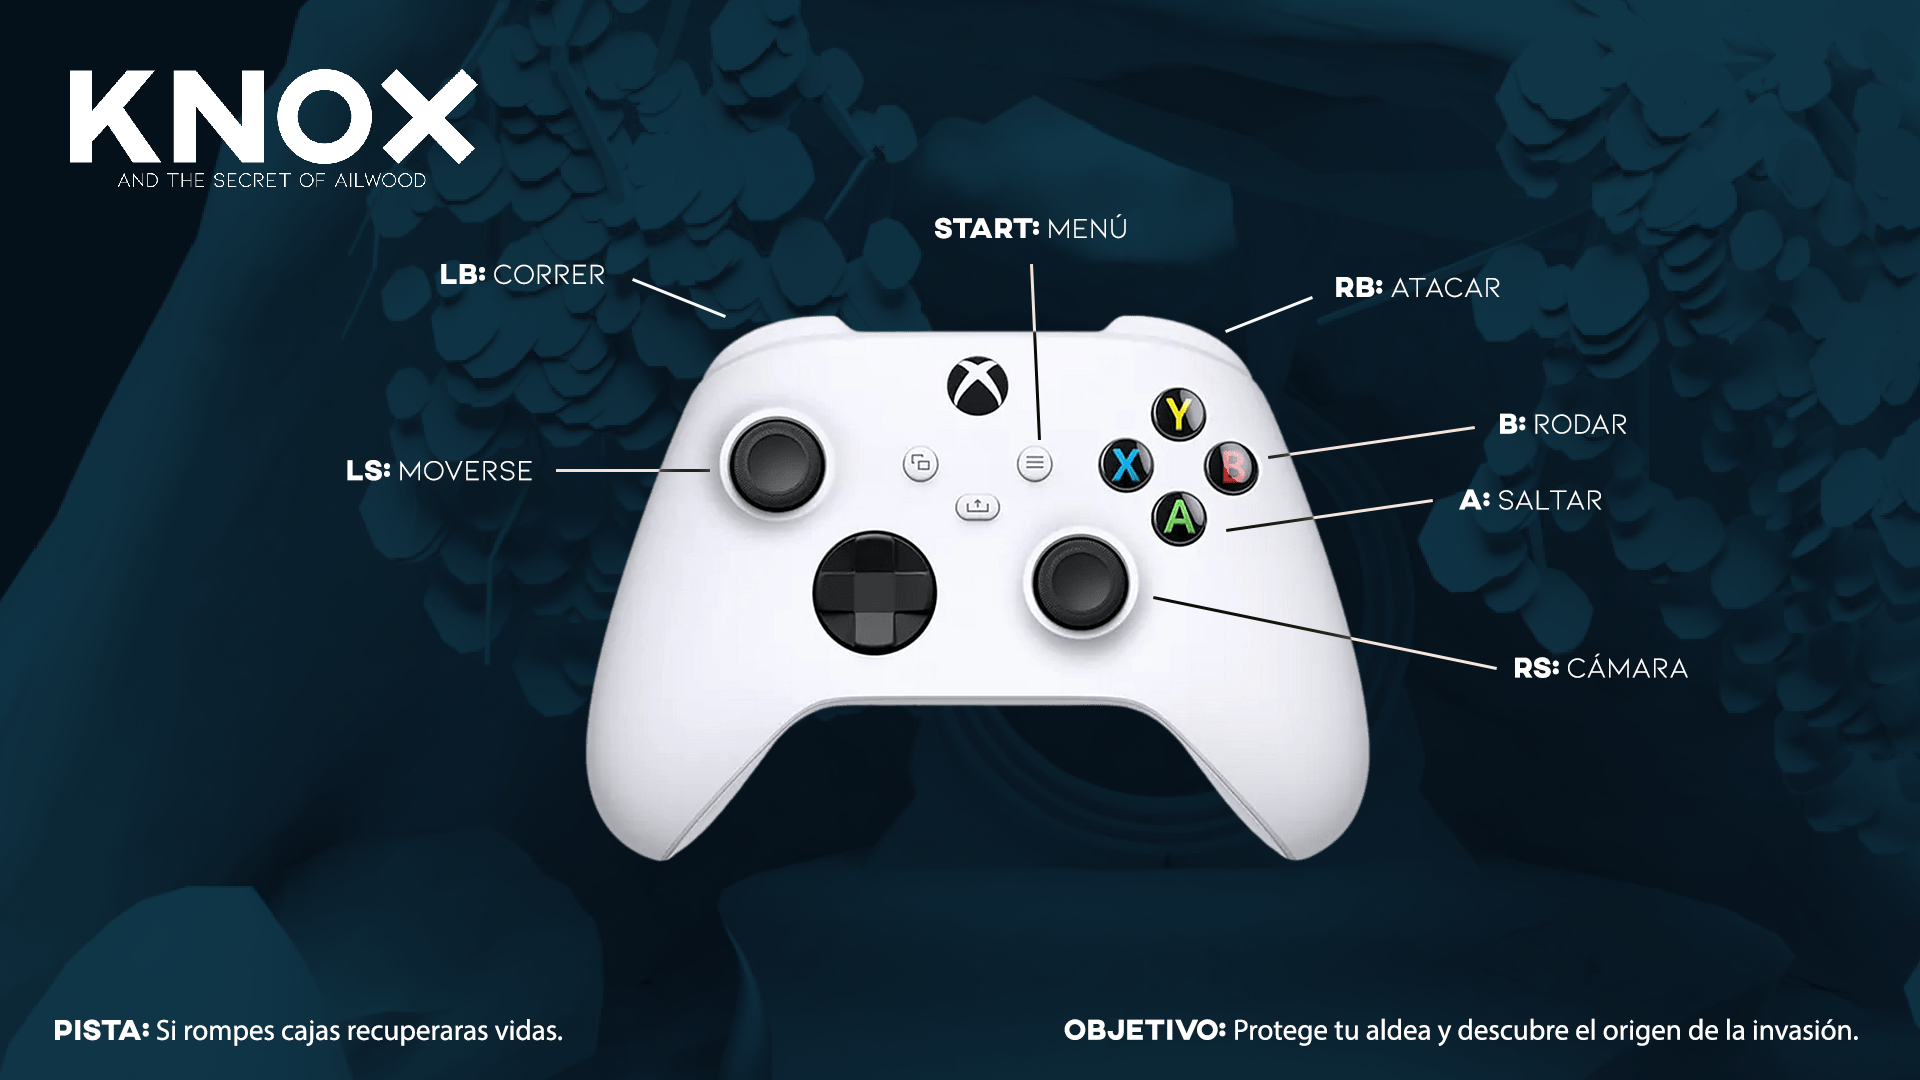 KNOX
AND THE SECRET OF AILWOOD
START: MENÚ
LB: CORRER
RB: ATACAR
Y
B: RODAR
X
B
LS: MOVERSE
A: SALTAR
A
RS: CÁMARA
PISTA: Si rompes cajas recuperaras vidas.
OBJETIVO: Protege tu aldea y descubre el origen de la invasión.